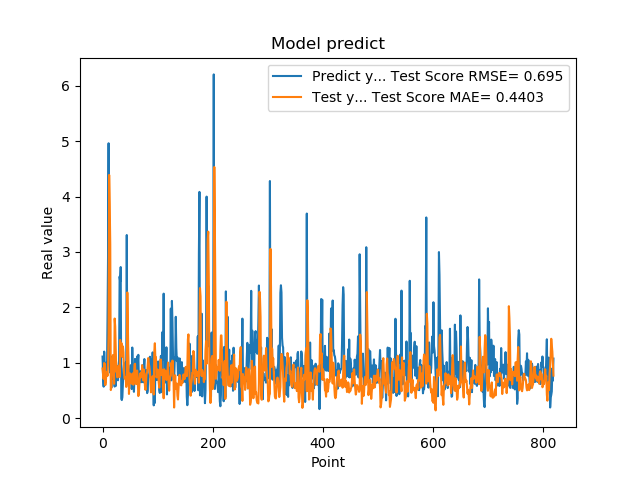 Model predict
Predict y... Test Score RMSE= 0.695
Test y... Test Score MAE= 0.4403
6
5
4
3
2
1
0
Real value
0 200 400 600 800
Point